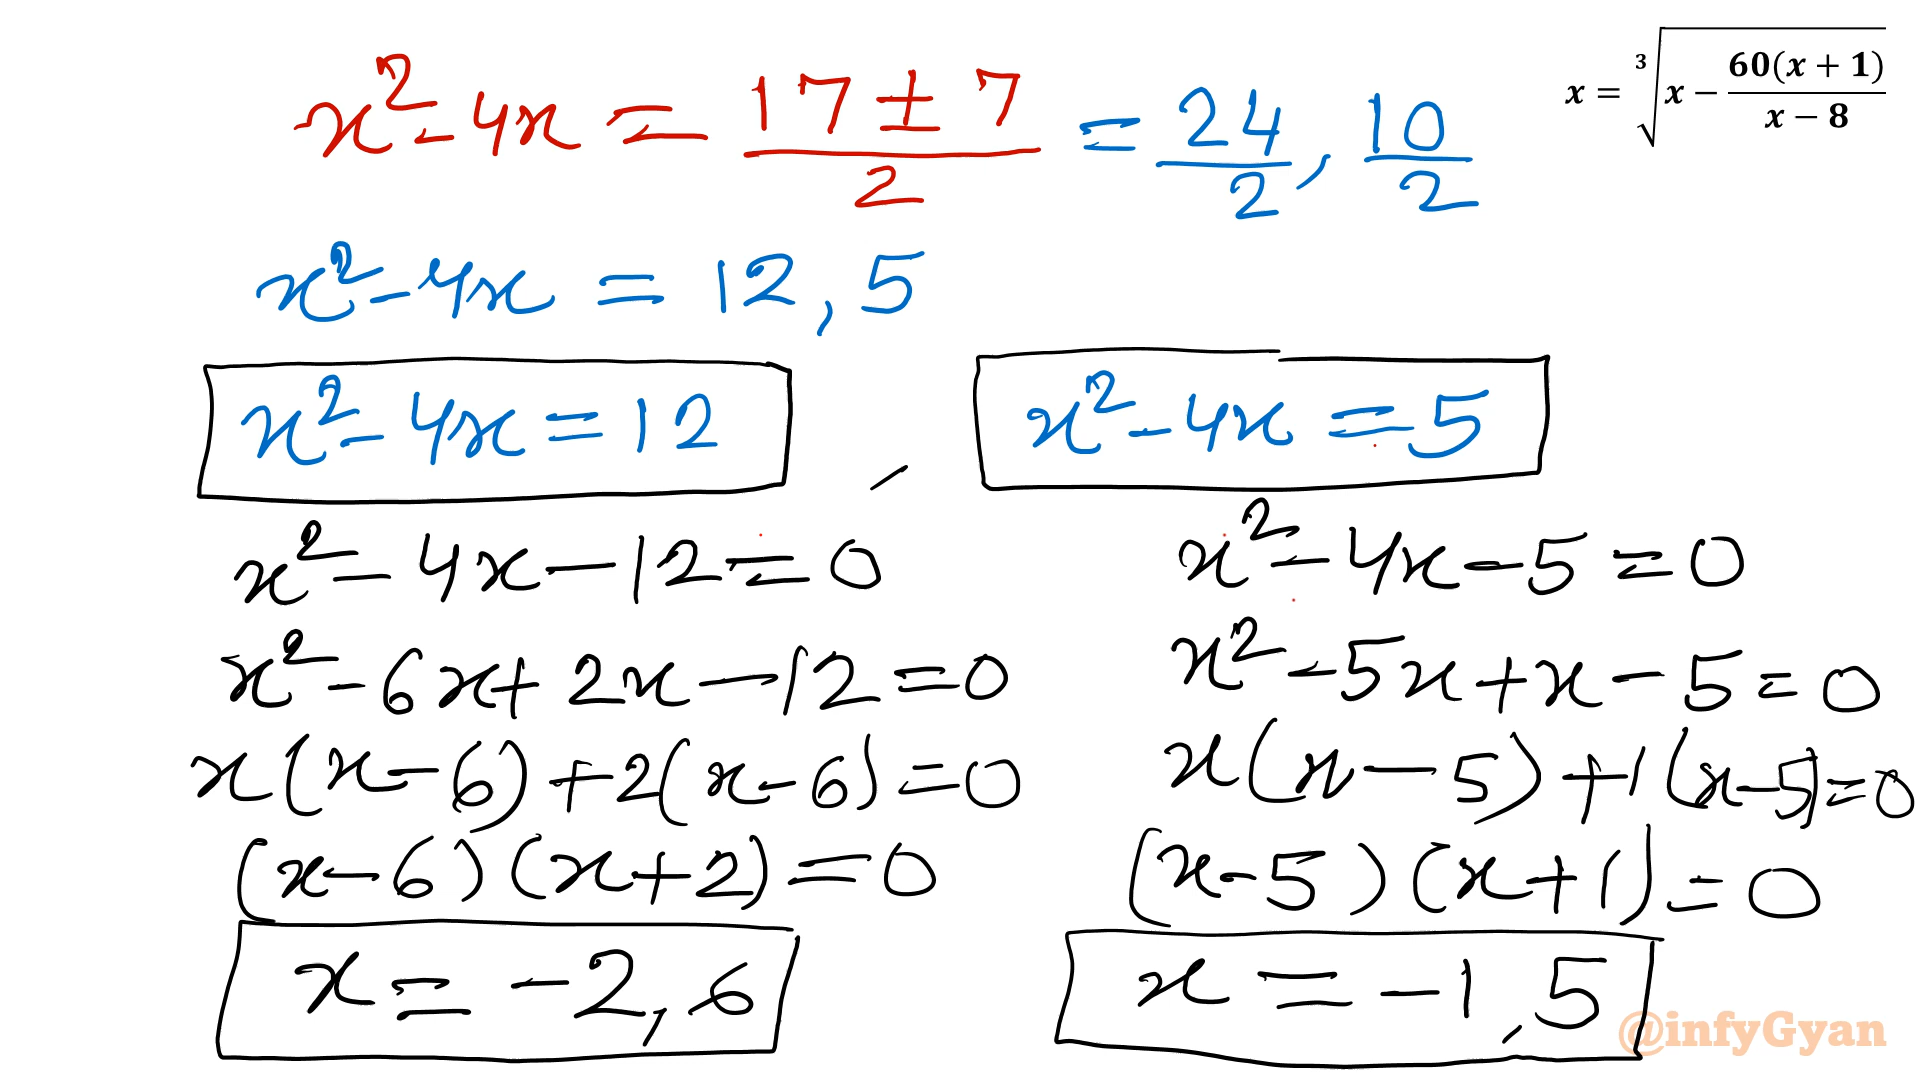 x² - 4x = (17 ± 7)/2 = 24/2, 10/2
x = ∛(x − 60(x + 1)/(x − 8))
x² - 4x = 12, 5
x² - 4x = 12 , x² - 4x = 5
x² - 4x - 12 = 0
x² - 6x + 2x - 12 = 0
x(x-6) + 2(x-6) = 0
(x-6)(x+2) = 0
x = -2, 6
x² - 4x - 5 = 0
x² - 5x + x - 5 = 0
x(x-5) + 1(x-5) = 0
(x-5)(x+1) = 0
x = -1, 5
@infyGyan